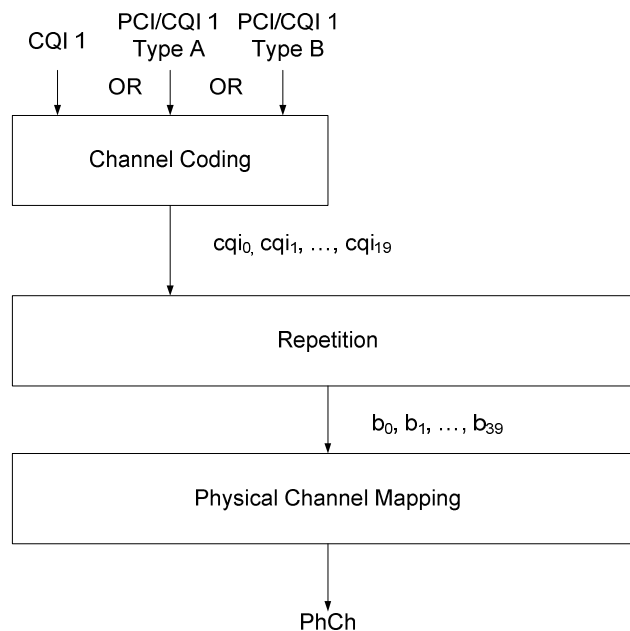 CQI 1
PCI/CQI 1
Type A
PCI/CQI 1
Type B
OR
OR
Channel Coding
cqi0, cqi1, …, cqi19
Repetition
b0, b1, …, b39
Physical Channel Mapping
PhCh